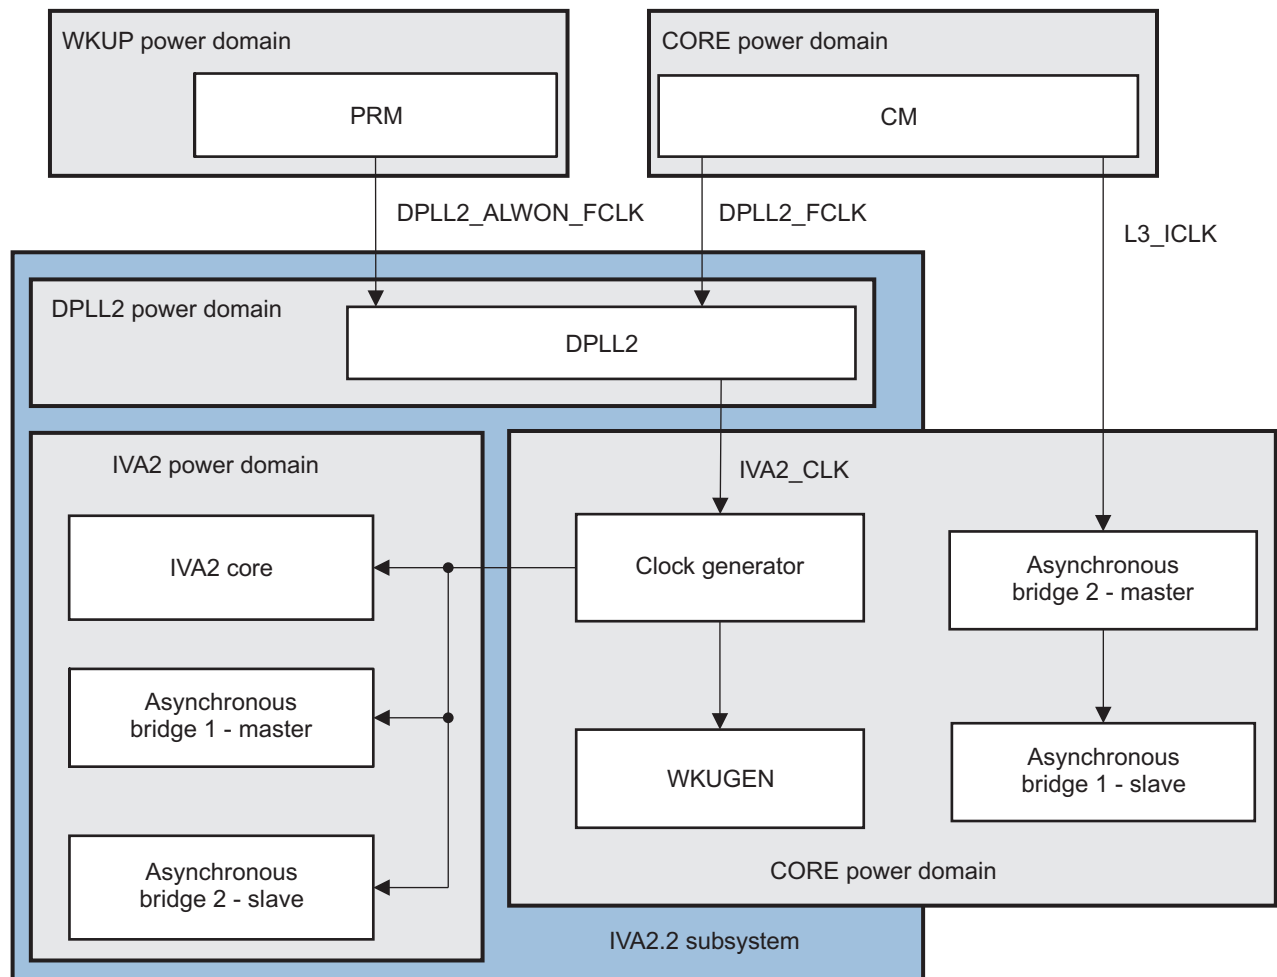 WKUP power domain
CORE power domain
PRM
CM
DPLL2_ALWON_FCLK
DPLL2_FCLK
L3_ICLK
DPLL2 power domain
DPLL2
IVA2 power domain
IVA2_CLK
IVA2 core
Clock generator
Asynchronous
bridge 2 - master
Asynchronous
bridge 1 - master
WKUGEN
Asynchronous
bridge 1 - slave
Asynchronous
bridge 2 - slave
CORE power domain
IVA2.2 subsystem